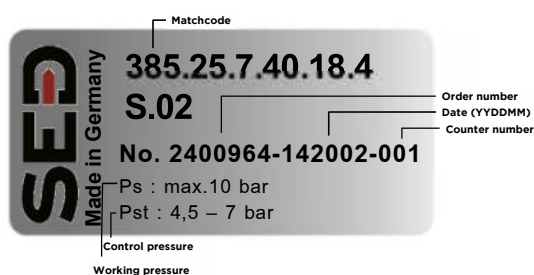 Matchcode
SED
Made in Germany
385.25.7.40.18.4
S.02
Order number
Date (YYDDMM)
Counter number
No. 2400964-142002-001
Ps : max.10 bar
Pst : 4,5 – 7 bar
Control pressure
Working pressure